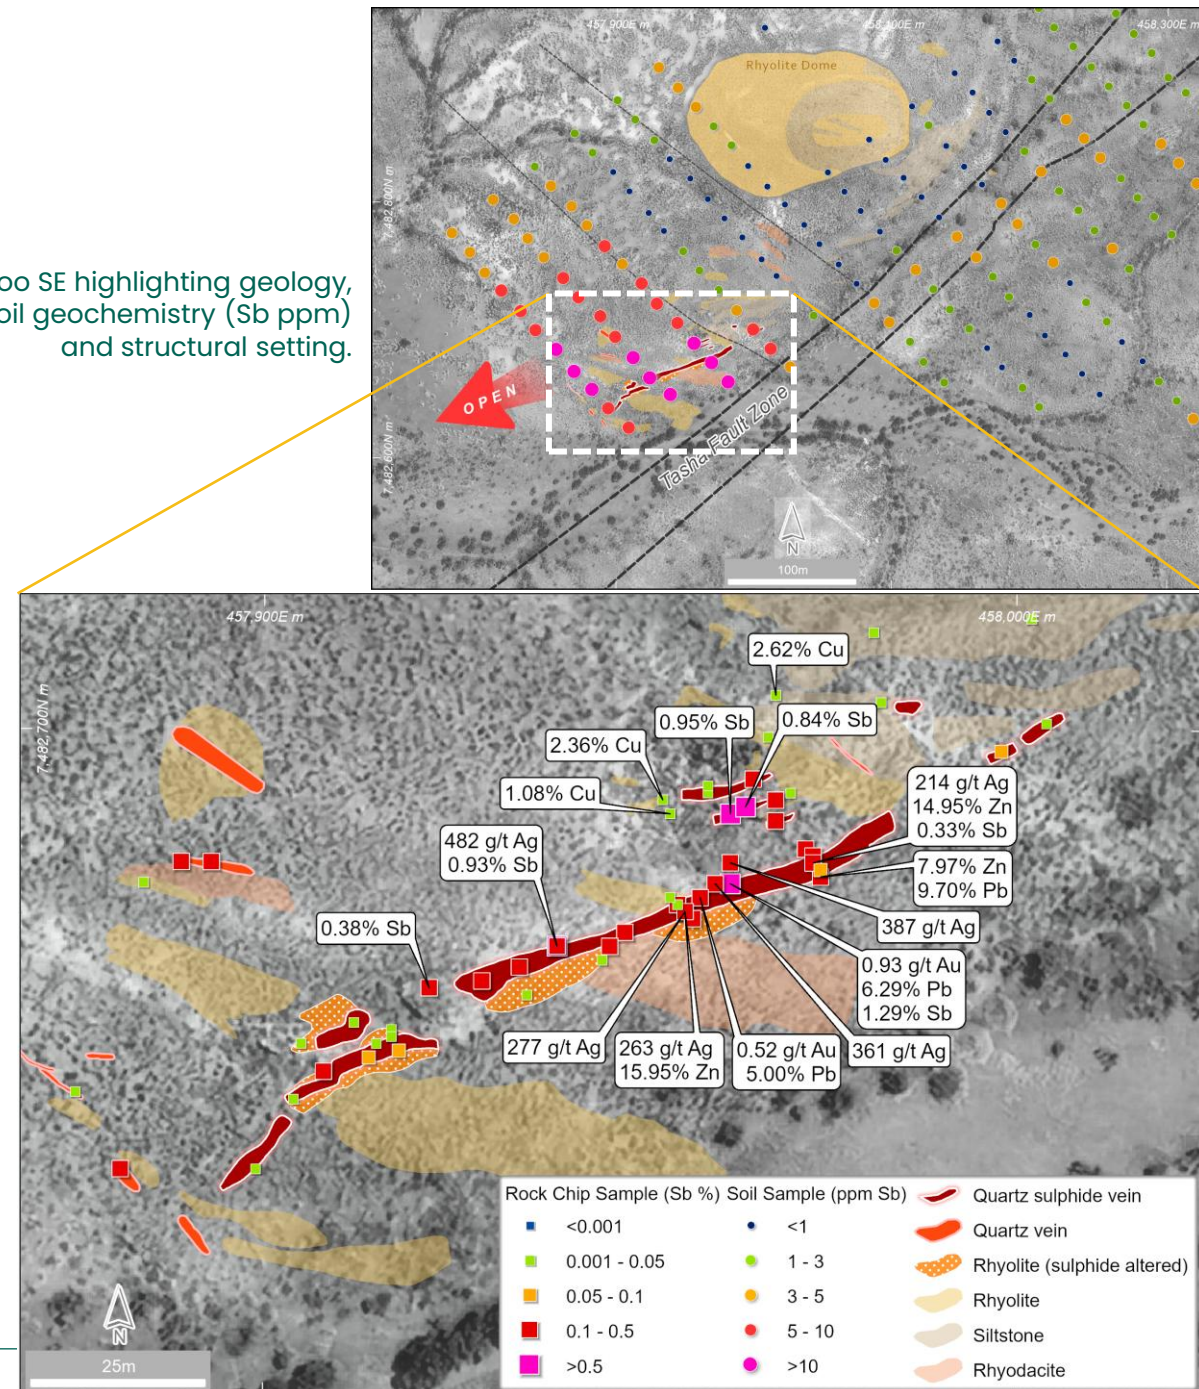 457,900E m
458,100E m
458,300E m
Rhyolite Dome
7,482,800N m
oo SE highlighting geology,
oil geochemistry (Sb ppm)
and structural setting.
OPEN
Tasha Fault Zone
7,482,600N m
N
100m
457,900E m
458,000E m
7,482,700N m
2.62% Cu
0.95% Sb
0.84% Sb
2.36% Cu
1.08% Cu
214 g/t Ag
14.95% Zn
0.33% Sb
482 g/t Ag
0.93% Sb
7.97% Zn
9.70% Pb
0.38% Sb
387 g/t Ag
0.93 g/t Au
6.29% Pb
1.29% Sb
277 g/t Ag
263 g/t Ag
15.95% Zn
0.52 g/t Au
5.00% Pb
361 g/t Ag
Rock Chip Sample (Sb %)
<0.001
0.001 - 0.05
0.05 - 0.1
0.1 - 0.5
>0.5
Soil Sample (ppm Sb)
<1
1 - 3
3 - 5
5 - 10
>10
Quartz sulphide vein
Quartz vein
Rhyolite (sulphide altered)
Rhyolite
Siltstone
Rhyodacite
N
25m